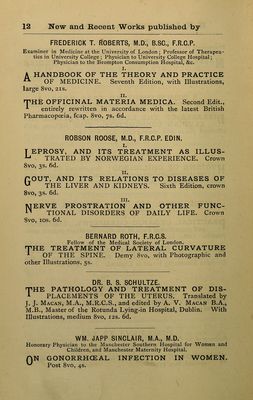 12 New and Recent Works published by
FREDERICK T. ROBERTS, M.D., B.SC., F.R.C.P.
Examiner in Medicine at the University of London; Professor of Therapeu-
tics in University College; Physician to University College Hospital;
Physician to the Brompton Consumption Hospital, &c.
I.
A HANDBOOK OF THE THEORY AND PRACTICE
OF MEDICINE. Seventh Edition, with Illustrations,
large 8vo, 21s.
II.
THE OFFICINAL MATERIA MEDICA. Second Edit.,
entirely rewritten in accordance with the latest British
Pharmacopœia, fcap. 8vo, 7s. 6d.
ROBSON ROOSE, M.D., F.R.C.P. EDIN.
I.
LEPROSY, AND ITS TREATMENT AS ILLUS-
TRATED BY NORWEGIAN EXPERIENCE. Crown
8vo, 3s. 6d.
II.
GOUT, AND ITS RELATIONS TO DISEASES OF
THE LIVER AND KIDNEYS. Sixth Edition, crown
8vo, 3s. 6d.
III.
NERVE PROSTRATION AND OTHER FUNC-
TIONAL DISORDERS OF DAILY LIFE. Crown
8vo, 10s. 6d.
BERNARD ROTH, F.R.C.S.
Fellow of the Medical Society of London.
THE TREATMENT OF LATERAL CURVATURE
OF THE SPINE. Demy 8vo, with Photographic and
other Illustrations, 5s.
DR. B. S. SCHULTZE.
THE PATHOLOGY AND TREATMENT OF DIS-
PLACEMENTS OF THE UTERUS. Translated by
J. J. MACAN, M.A., M.R.C.S., and edited by A. V. MACAN B.A.,
M.B., Master of the Rotunda Lying-in Hospital, Dublin. With
Illustrations, medium 8vo, 12s. 6d.
WM. JAPP SINCLAIR, M.A., M.D.
Honorary Physician to the Manchester Southern Hospital for Women and
Children, and Manchester Maternity Hospital.
ON GONORRHŒAL INFECTION IN WOMEN.
Post 8vo, 4s.